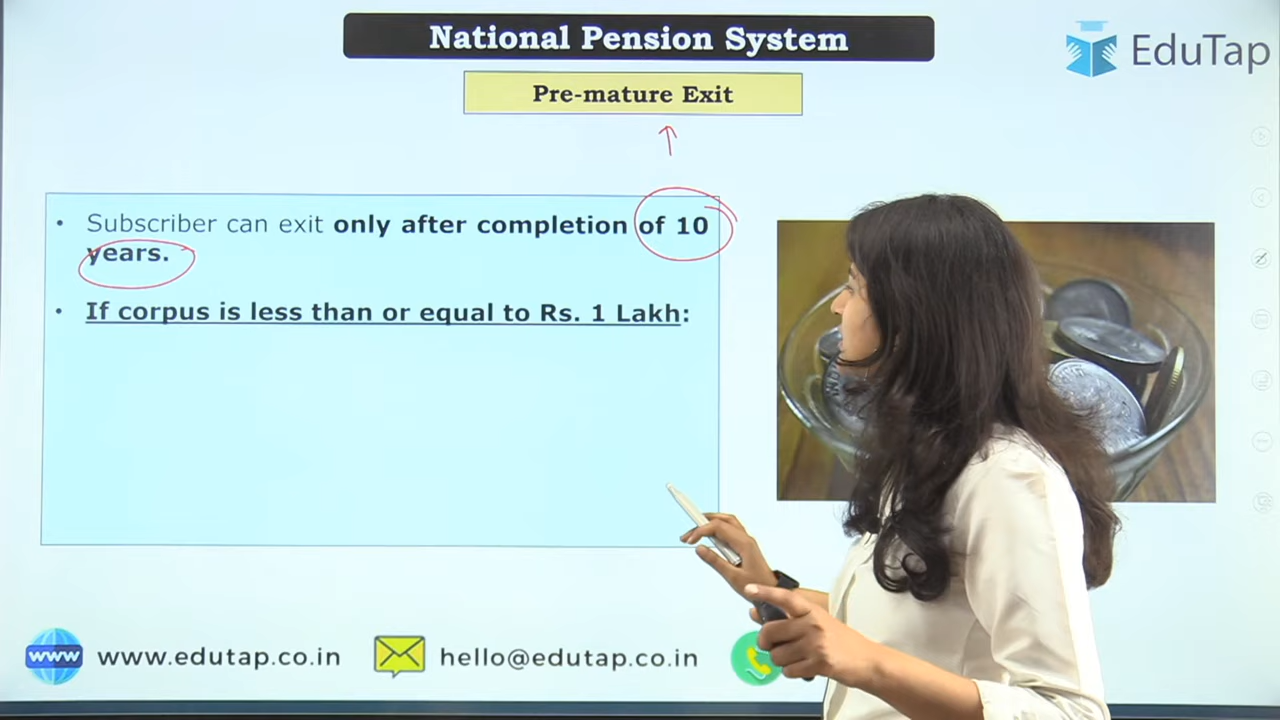 National Pension System
EduTap
Pre-mature Exit
• Subscriber can exit only after completion of 10
years.
• If corpus is less than or equal to Rs. 1 Lakh:
www
www.edutap.co.in
hello@edutap.co.in